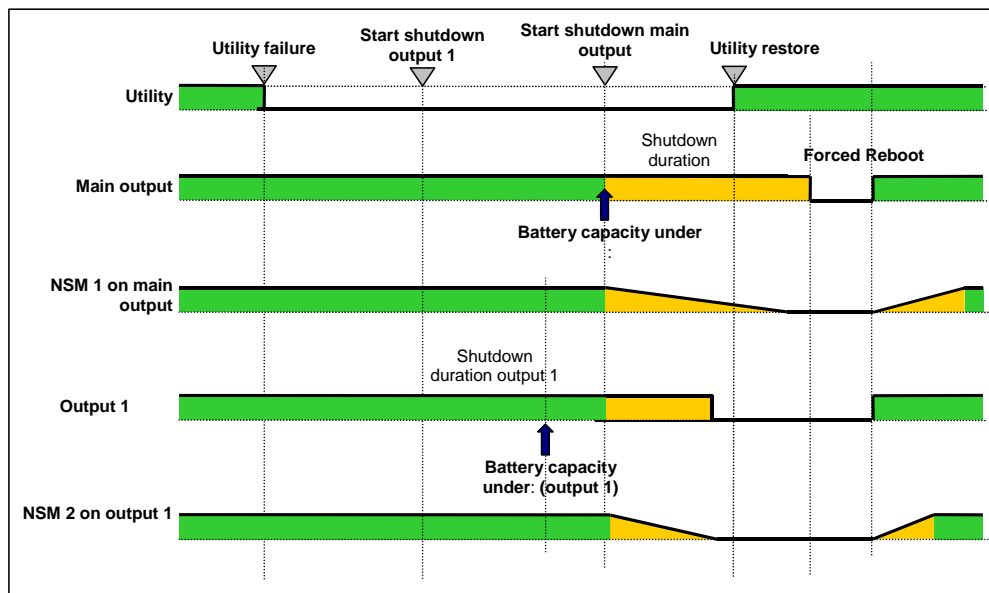 Utility failure
Start shutdown
output 1
Start shutdown main
output
Utility restore
Utility
Shutdown
duration
Forced Reboot
Main output
Battery capacity under
:
NSM 1 on main
output
Shutdown
duration output 1
Output 1
Battery capacity
under: (output 1)
NSM 2 on output 1